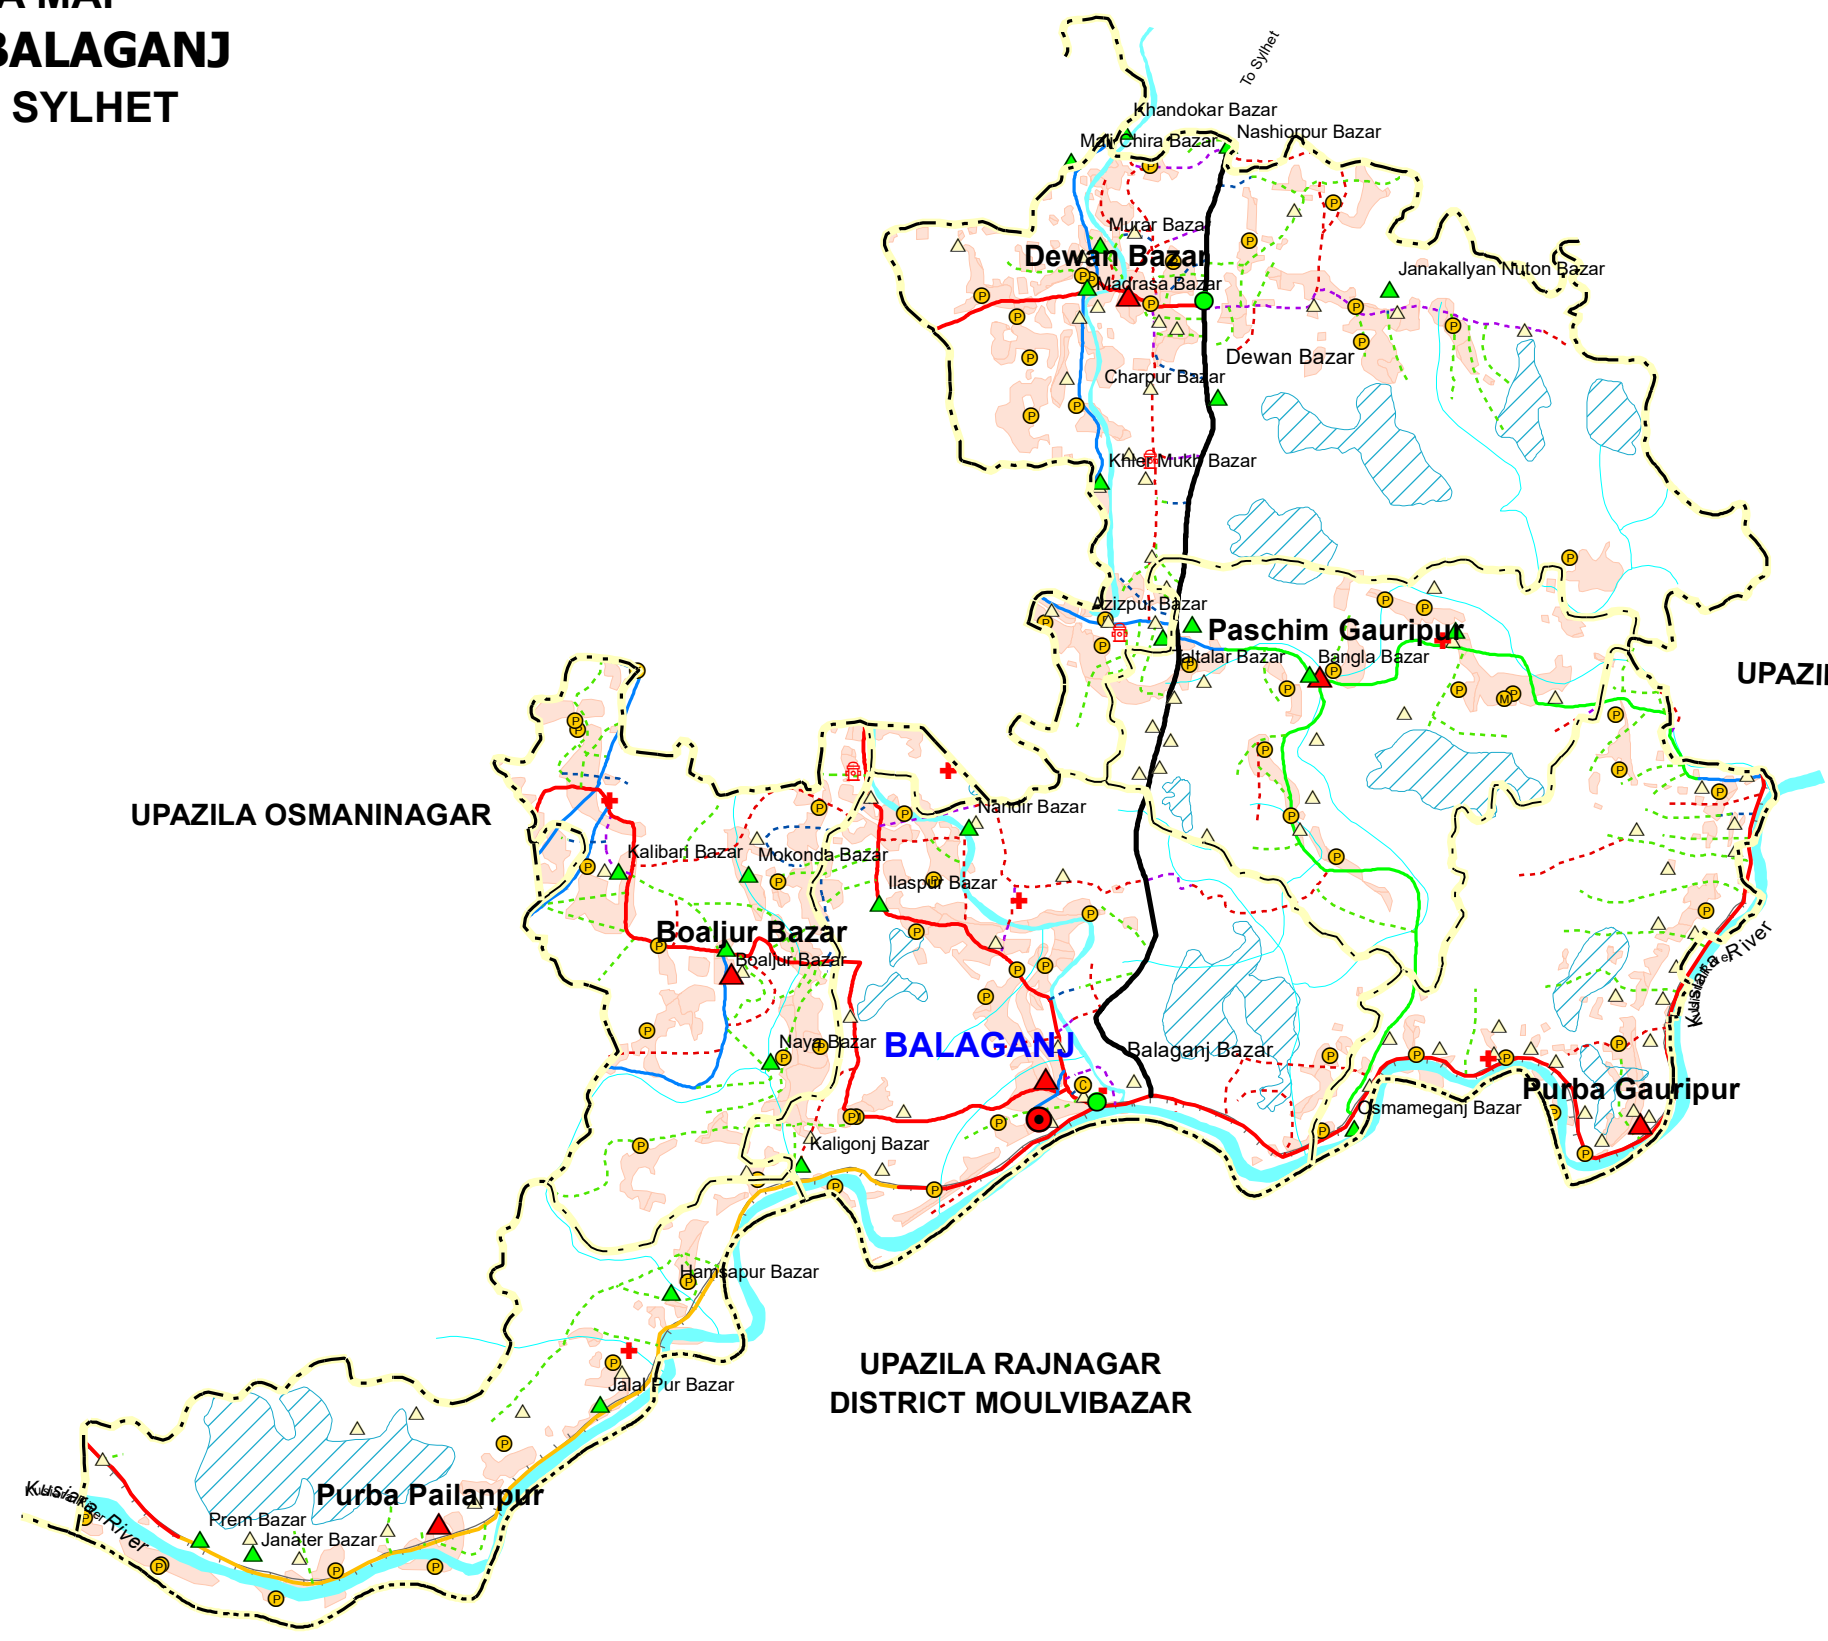 BALAGANJ
SYLHET
To Sylhet
Khandokar Bazar
Mali Chira Bazar
Nashiorpur Bazar
Murar Bazar
Dewan Bazar
Madrasa Bazar
Janakallyan Nuton Bazar
Dewan Bazar
Charpur Bazar
Khier Mukh Bazar
Azizpur Bazar
Paschim Gauripur
Taltalar Bazar
Bangla Bazar
UPAZILA OSMANINAGAR
Nandir Bazar
Kalibari Bazar
Mokonda Bazar
Ilaspur Bazar
Boaljur Bazar
Boaljur Bazar
Kusiara River
Naya Bazar
BALAGANJ
Balaganj Bazar
Purba Gauripur
Osmameganj Bazar
Kaligonj Bazar
Hamsapur Bazar
UPAZILA RAJNAGAR
DISTRICT MOULVIBAZAR
Jalal Pur Bazar
Purba Pailanpur
Kusiara River
Prem Bazar
Janater Bazar